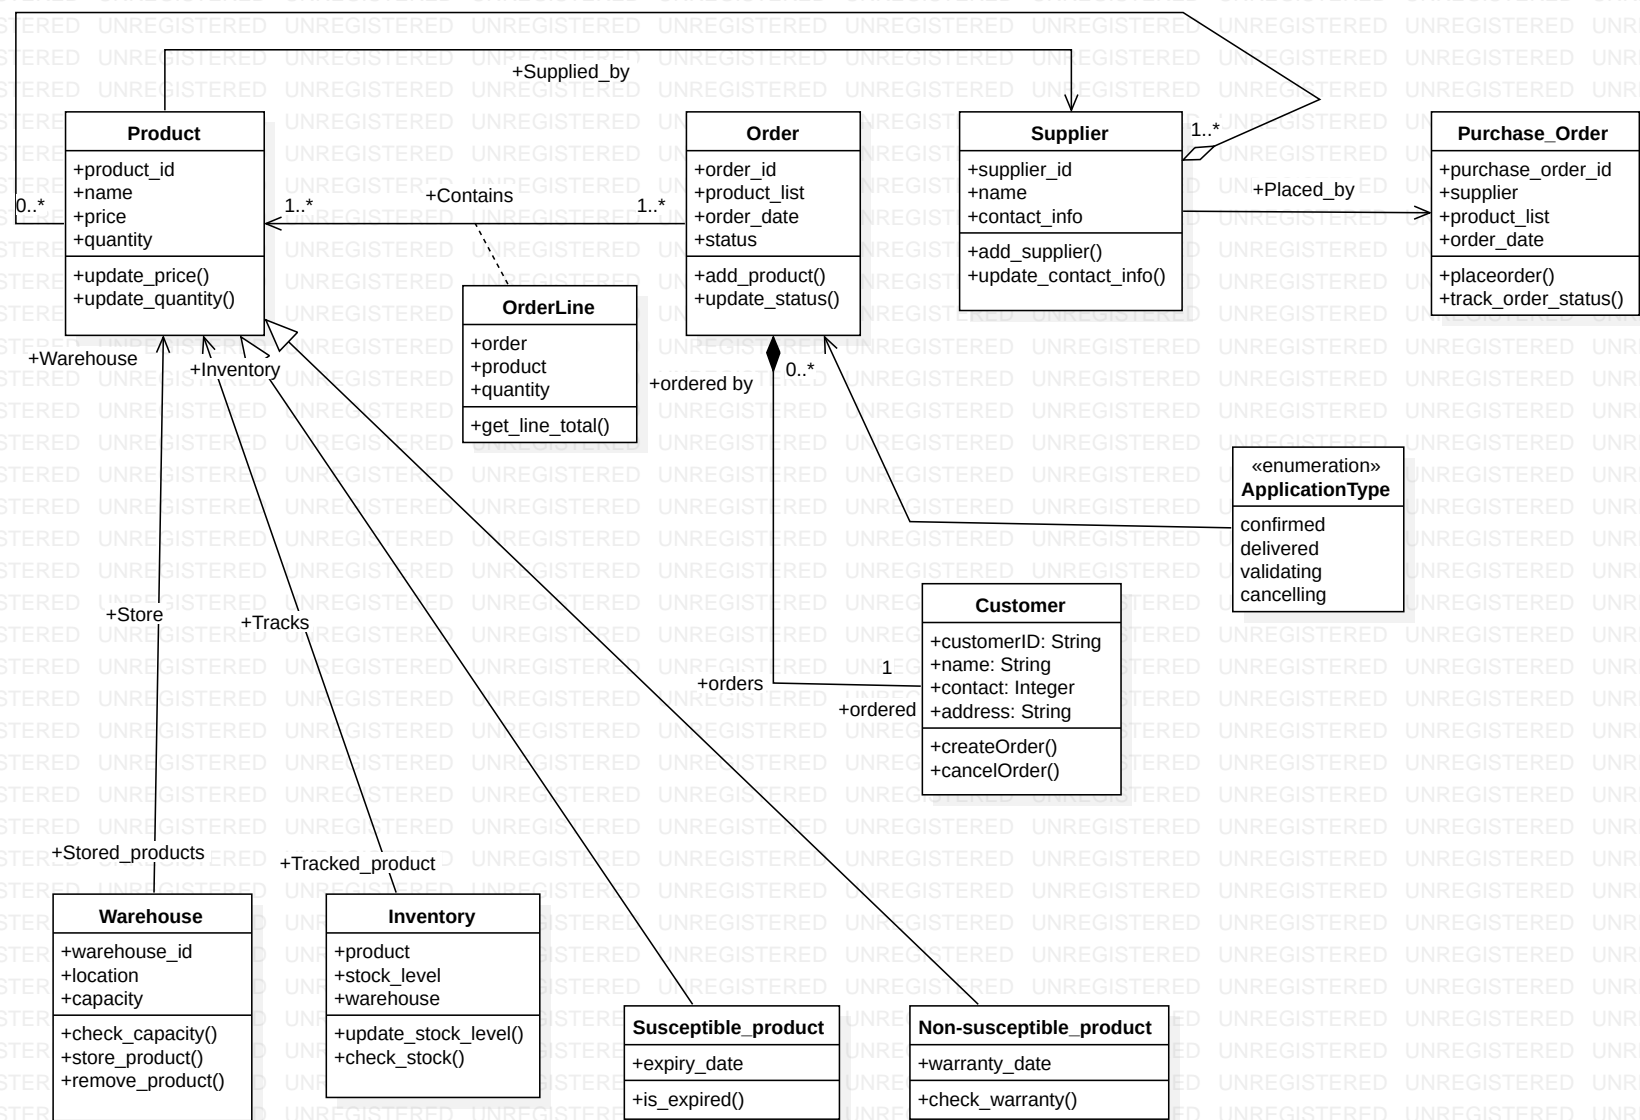 +Supplied_by
Product
+product_id
+name
+price
+quantity
+update_price()
+update_quantity()
0..*
1..*
+Contains
1..*
Order
+order_id
+product_list
+order_date
+status
+add_product()
+update_status()
Supplier
+supplier_id
+name
+contact_info
+add_supplier()
+update_contact_info()
1..*
+Placed_by
Purchase_Order
+purchase_order_id
+supplier
+product_list
+order_date
+placeorder()
+track_order_status()
OrderLine
+order
+product
+quantity
+get_line_total()
+Warehouse
+Inventory
+ordered by
0..*
«enumeration»
ApplicationType
confirmed
delivered
validating
cancelling
+Store
+Tracks
Customer
+customerID: String
+name: String
+contact: Integer
+address: String
+createOrder()
+cancelOrder()
1
+orders
+ordered
+Stored_products
+Tracked_product
Warehouse
+warehouse_id
+location
+capacity
+check_capacity()
+store_product()
+remove_product()
Inventory
+product
+stock_level
+warehouse
+update_stock_level()
+check_stock()
Susceptible_product
+expiry_date
+is_expired()
Non-susceptible_product
+warranty_date
+check_warranty()
UNREGISTERED